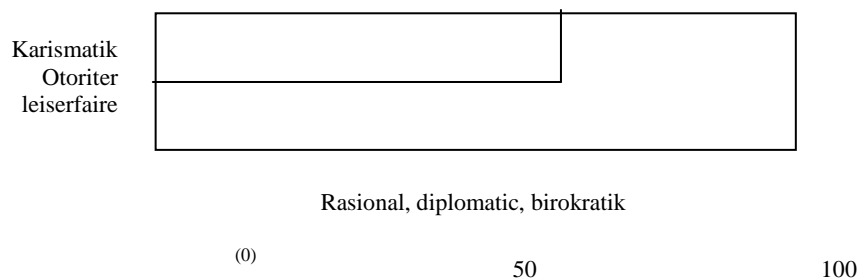 Karismatik
Otoriter
leiserfaire
Rasional, diplomatic, birokratik
(0) 50 100